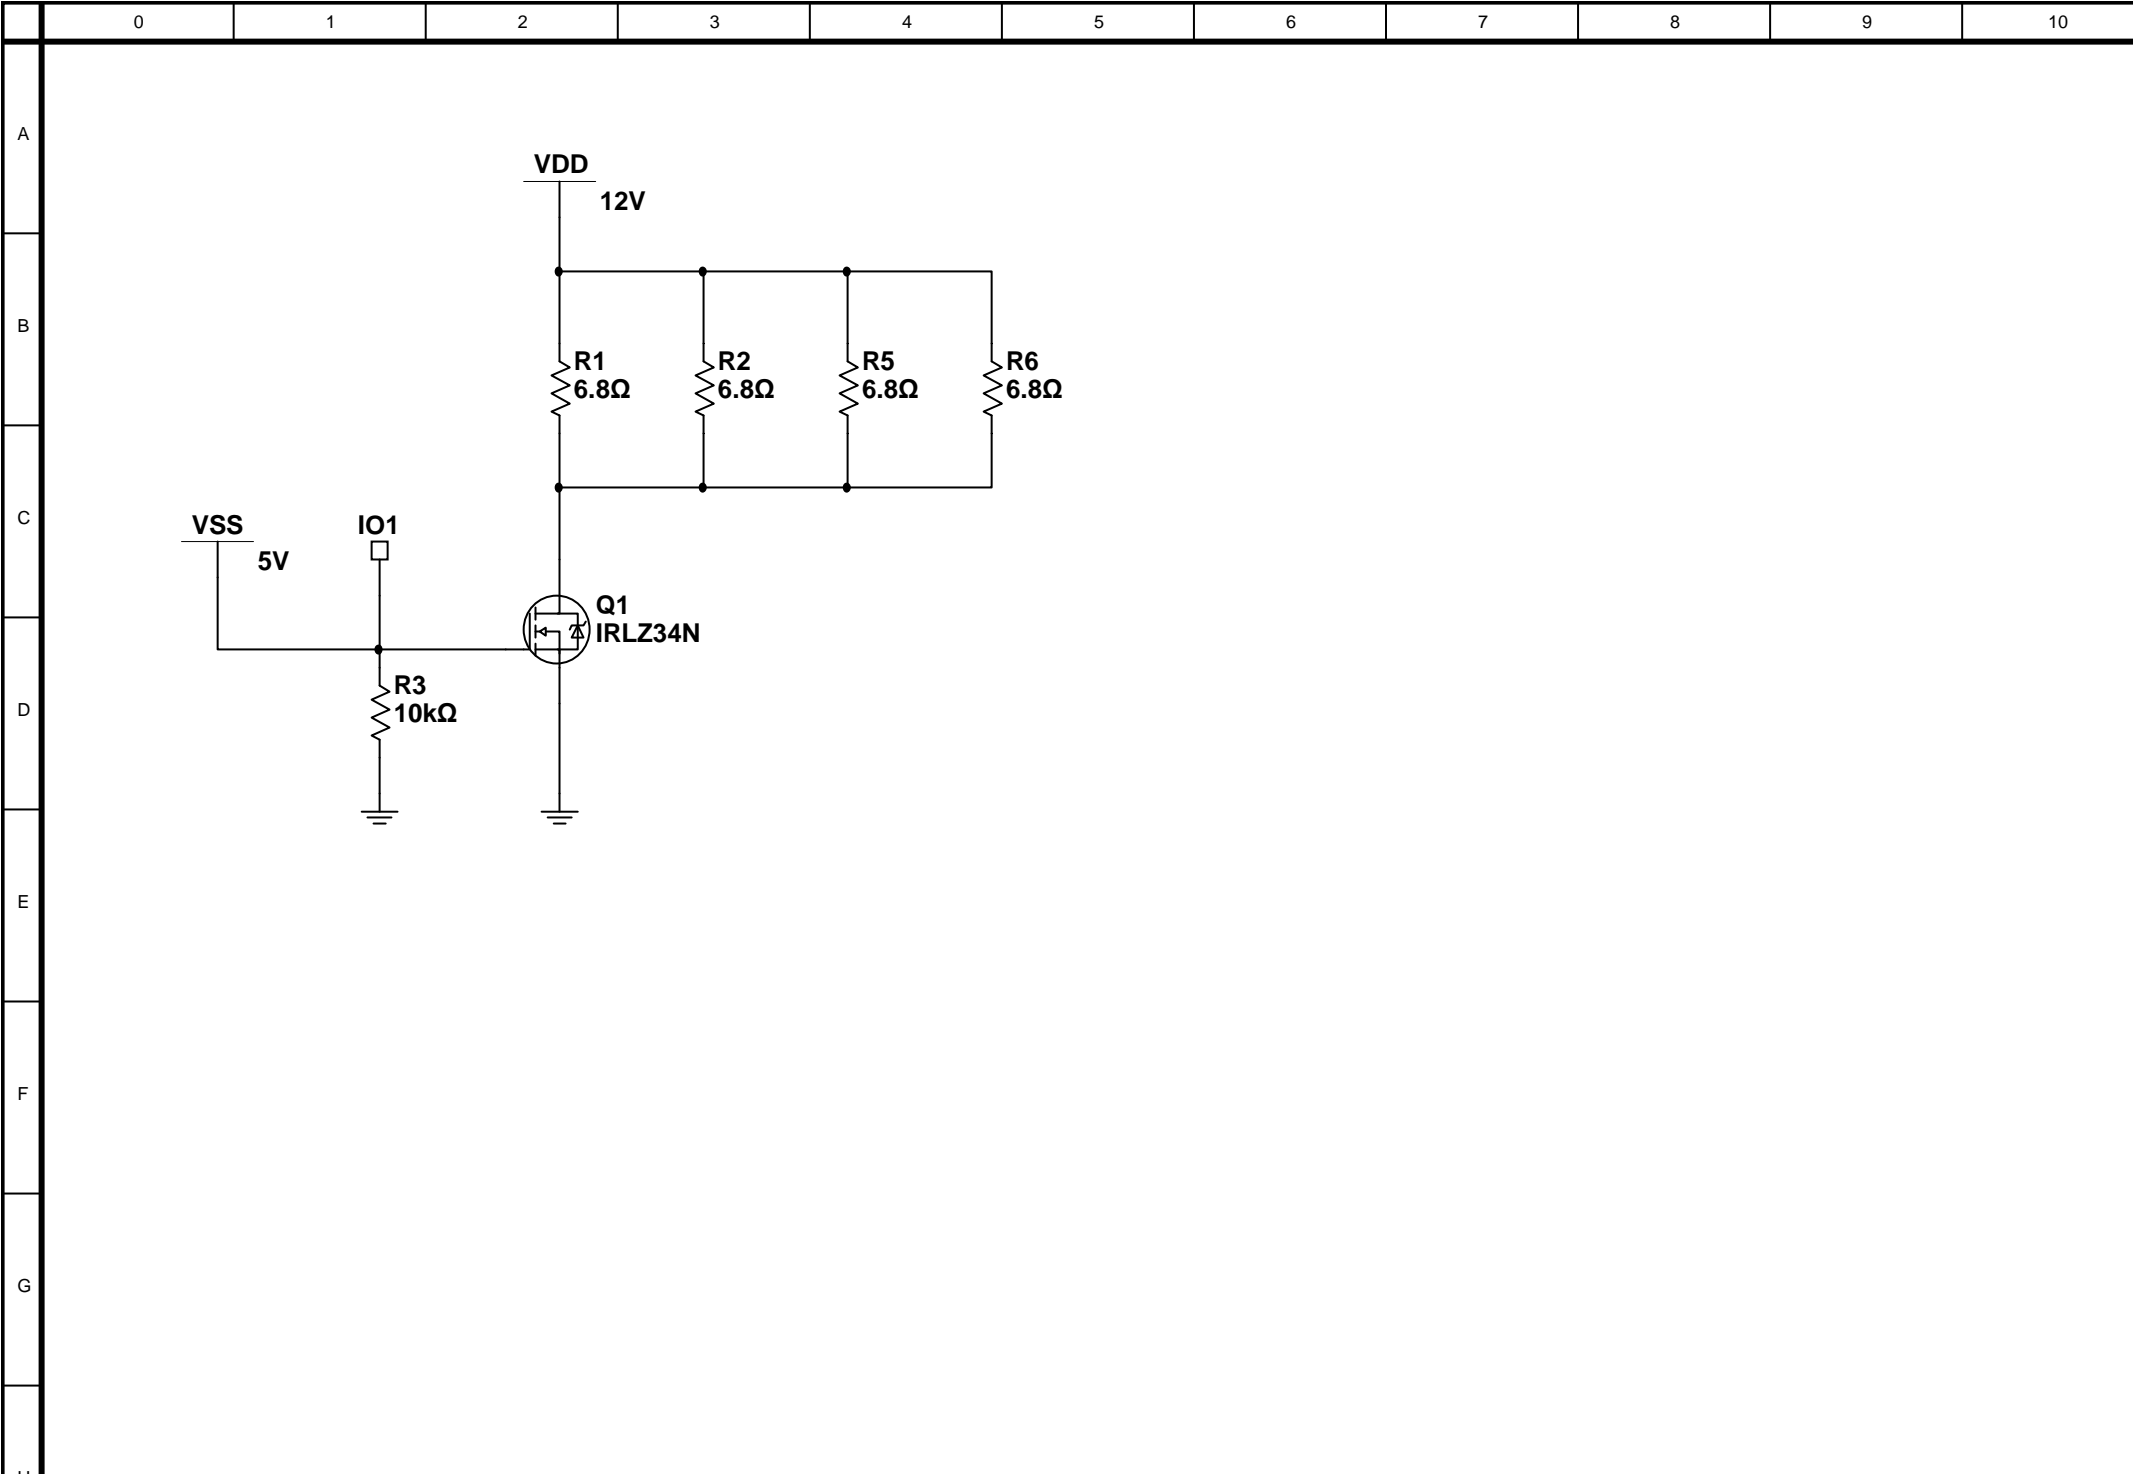 0 1 2 3 4 5 6 7 8 9 10
A
VDD
12V
B
R1 R2 R5 R6
6.8Ω 6.8Ω 6.8Ω 6.8Ω
C
VSS IO1
5V
Q1
IRLZ34N
R3
D
10kΩ
E
F
G